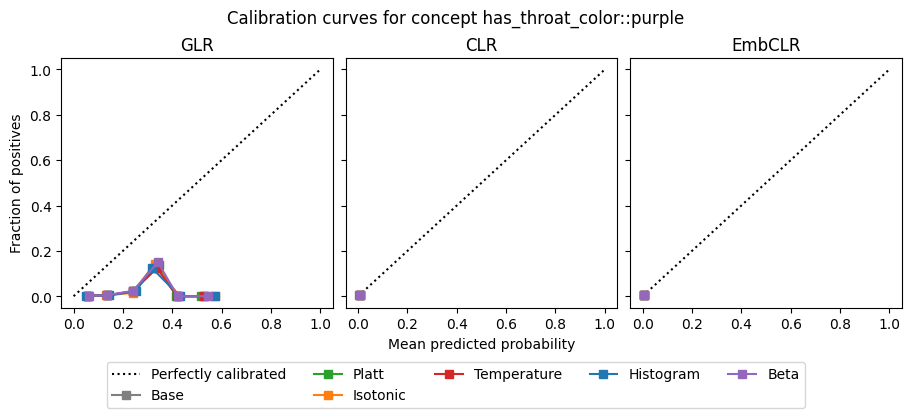 Calibration curves for concept has_throat_color::purple
GLR
CLR
EmbCLR
Fraction of positives
1.0
0.8
0.6
0.4
0.2
0.0
0.0 0.2 0.4 0.6 0.8 1.0
0.0 0.2 0.4 0.6 0.8 1.0
0.0 0.2 0.4 0.6 0.8 1.0
Mean predicted probability
Perfectly calibrated
Base
Platt
Isotonic
Temperature
Histogram
Beta